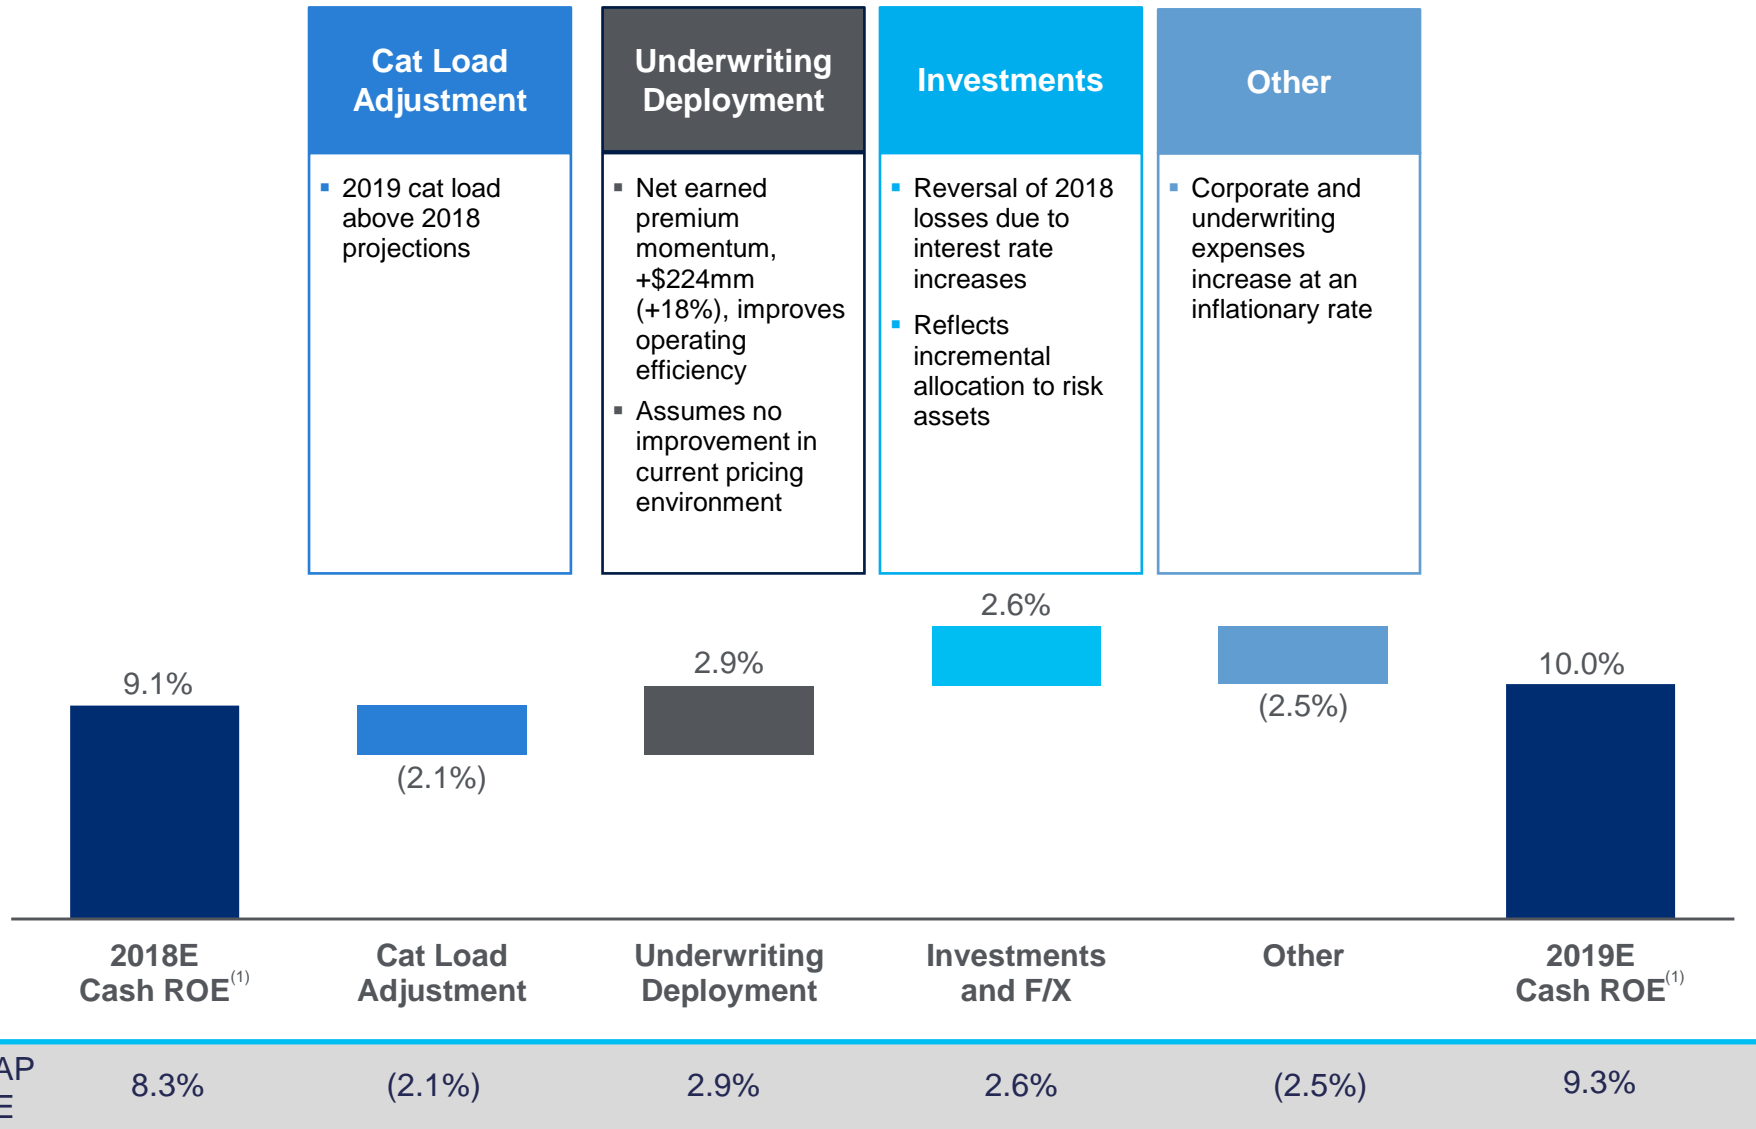 Cat Load
Adjustment
Underwriting
Deployment
Investments
Other
▪ 2019 cat load
above 2018
projections
▪ Net earned
premium
momentum,
+$224mm
(+18%), improves
operating
efficiency
▪ Assumes no
improvement in
current pricing
environment
▪ Reversal of 2018
losses due to
interest rate
increases
▪ Reflects
incremental
allocation to risk
assets
▪ Corporate and
underwriting
expenses
increase at an
inflationary rate
9.1%
(2.1%)
2.9%
2.6%
(2.5%)
10.0%
2018E
Cash ROE(1)
Cat Load
Adjustment
Underwriting
Deployment
Investments
and F/X
Other
2019E
Cash ROE(1)
AP
E
8.3%
(2.1%)
2.9%
2.6%
(2.5%)
9.3%